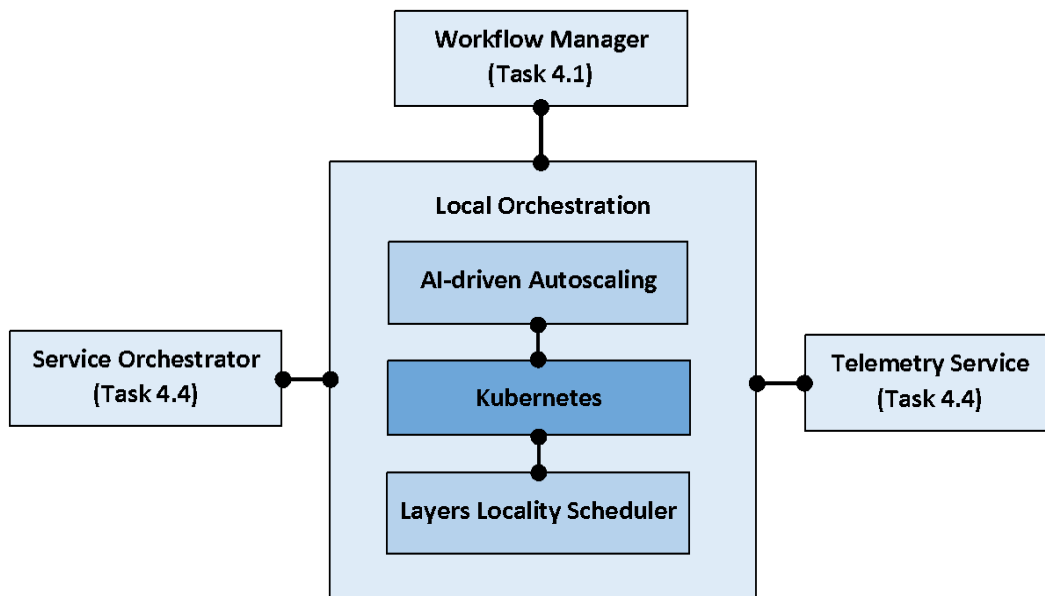 Workflow Manager
(Task 4.1)
Local Orchestration
AI-driven Autoscaling
Service Orchestrator
(Task 4.4)
Kubernetes
Telemetry Service
(Task 4.4)
Layers Locality Scheduler